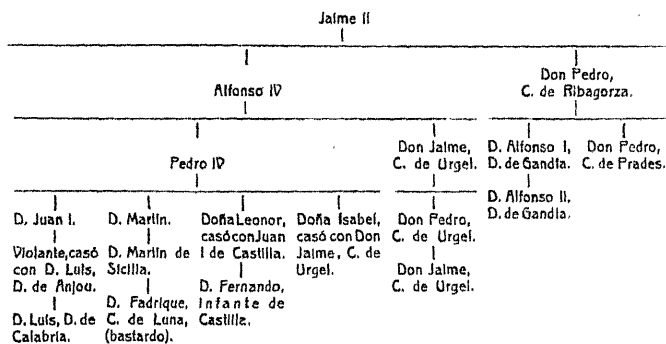 Jaime II
Alfonso IV
Don Pedro,
C. de Ribagorza.
Pedro IV
Don Jaime,
C. de Urgel.
D. Alfonso I,
D. de Gandía.
Don Pedro,
C. de Prades.
D. Alfonso II,
D. de Gandía.
D. Juan I.
Violante, casó
con D. Luis,
D. de Anjou.
D. Luis, D. de
Calabria.
D. Martín.
D. Martín de
Sicilia.
D. Fadrique,
C. de Luna,
(bastardo).
Doña Leonor,
casó con Juan
I de Castilla.
D. Fernando,
Infante de
Castilla.
Doña Isabel,
casó con Don
Jaime, C. de
Urgel.
Don Pedro,
C. de Urgel.
Don Jaime,
C. de Urgel.